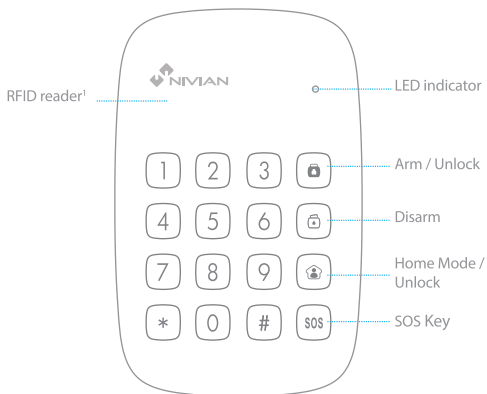 NIVIAN
RFID reader¹
LED indicator
1 2 3
Arm / Unlock
4 5 6
Disarm
7 8 9
Home Mode /
Unlock
* 0 # SOS
SOS Key